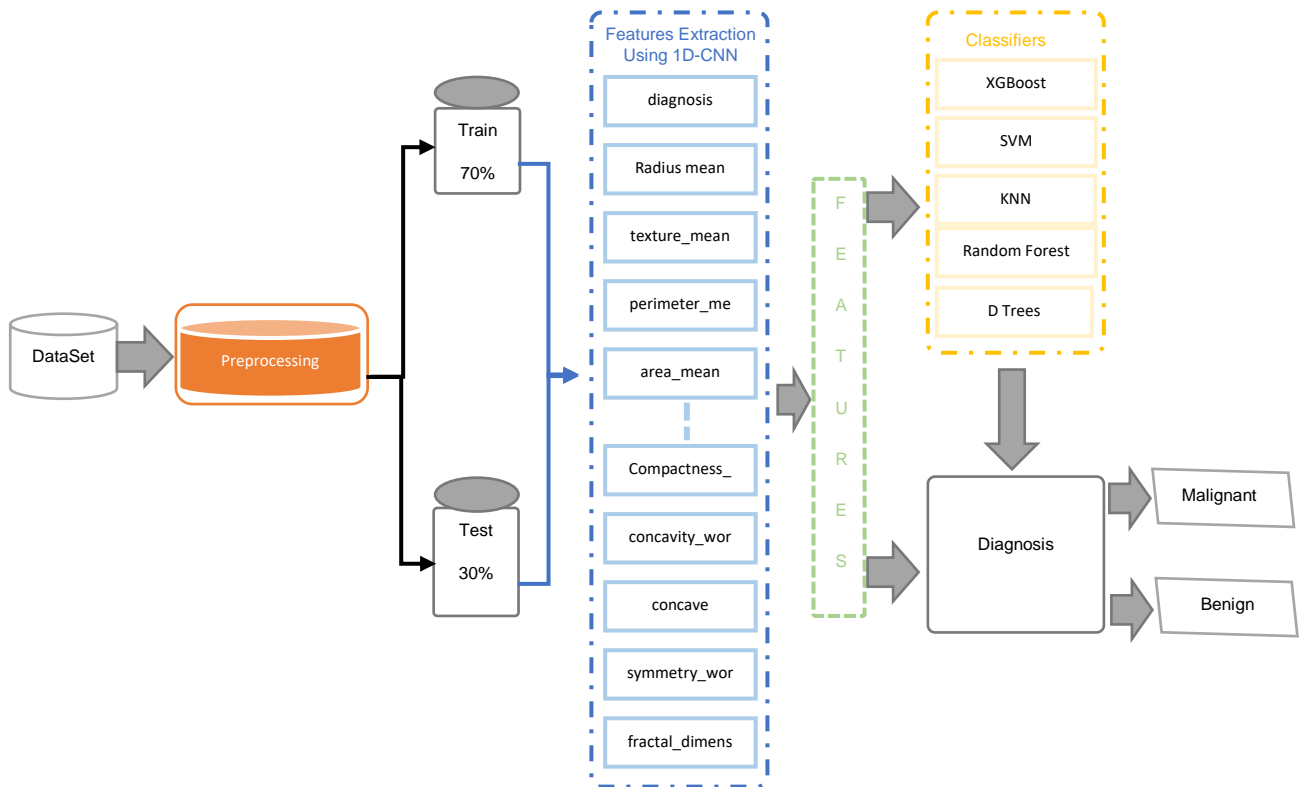 DataSet
Preprocessing
Train
70%
Test
30%
Features Extraction
Using 1D-CNN
diagnosis
Radius mean
texture_mean
perimeter_me
area_mean
Compactness_
concavity_wor
concave
symmetry_wor
fractal_dimens
F
E
A
T
U
R
E
S
Classifiers
XGBoost
SVM
KNN
Random Forest
D Trees
Diagnosis
Malignant
Benign